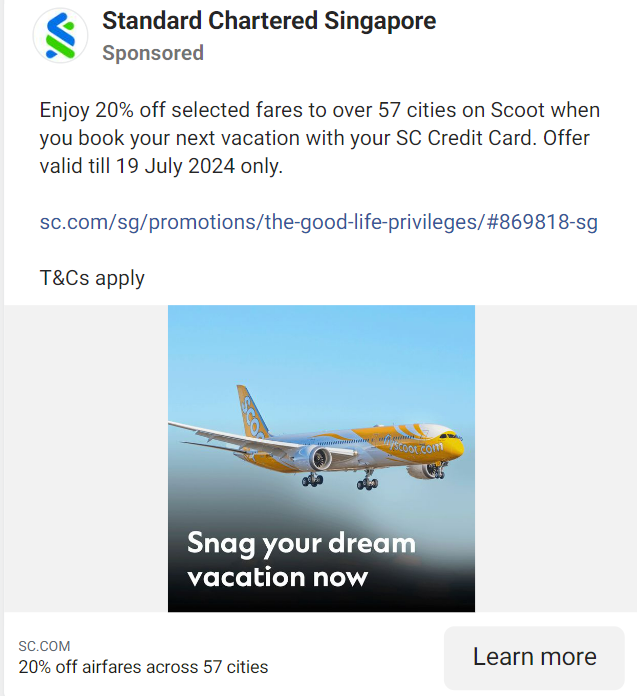 Standard Chartered Singapore
Sponsored
Enjoy 20% off selected fares to over 57 cities on Scoot when
you book your next vacation with your SC Credit Card. Offer
valid till 19 July 2024 only.
sc.com/sg/promotions/the-good-life-privileges/#869818-sg
T&Cs apply
scoot
flyscoot.com
Snag your dream
vacation now
SC.COM
20% off airfares across 57 cities
Learn more